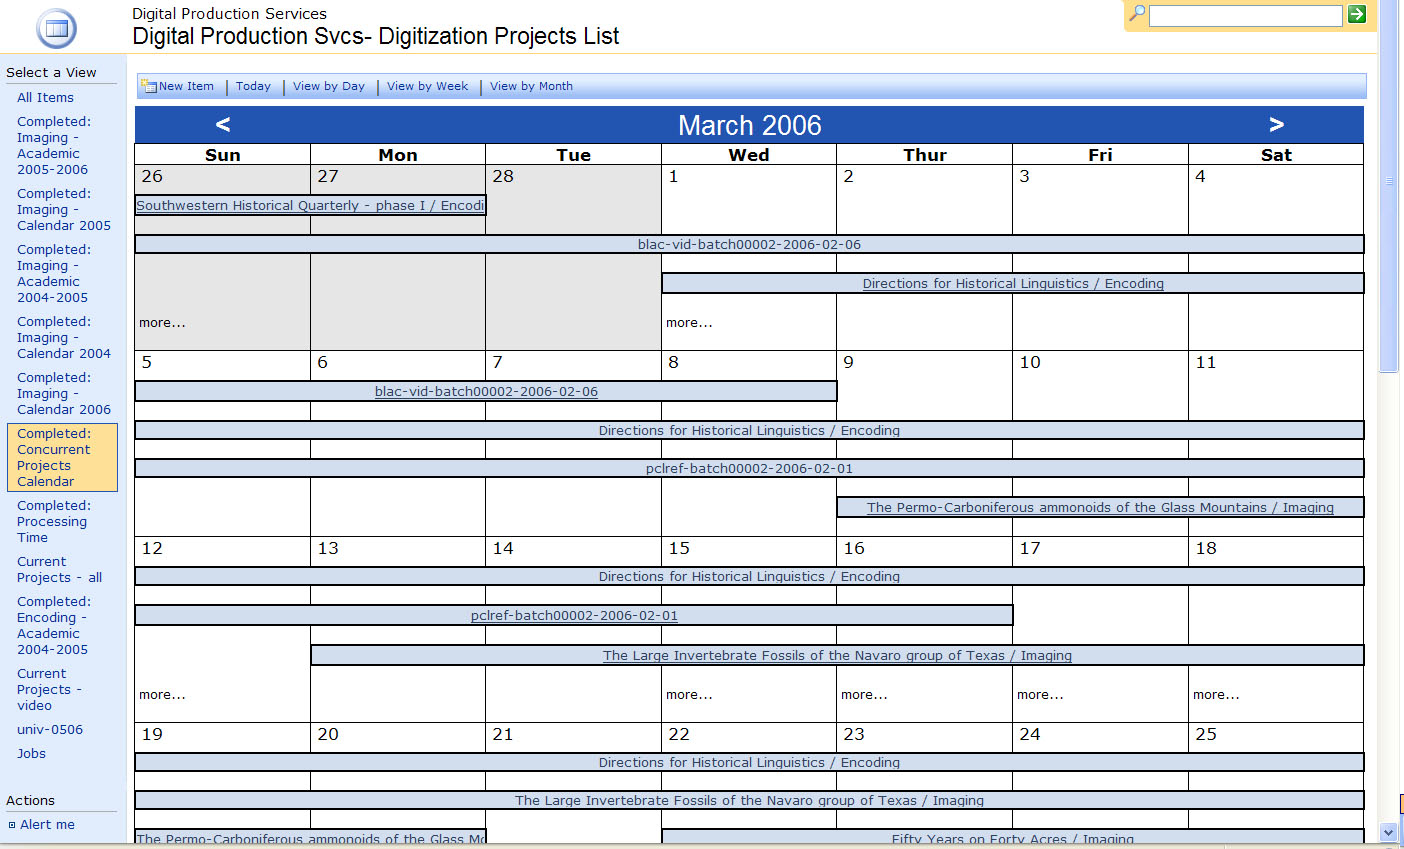 Digital Production Services
Digital Production Svcs- Digitization Projects List
Select a View
All Items
Completed:
Imaging -
Academic
2005-2006
Completed:
Imaging -
Calendar 2005
Completed:
Imaging -
Academic
2004-2005
Completed:
Imaging -
Calendar 2004
Completed:
Imaging -
Calendar 2006
Completed:
Concurrent
Projects
Calendar
Completed:
Processing
Time
Current
Projects - all
Completed:
Encoding -
Academic
2004-2005
Current
Projects -
video
univ-0506
Jobs
Actions
Alert me
New Item | Today | View by Day | View by Week | View by Month
< March 2006 >
Sun Mon Tue Wed Thur Fri Sat
26 27 28 1 2 3 4
Southwestern Historical Quarterly - phase I / Encodi
blac-vid-batch00002-2006-02-06
Directions for Historical Linguistics / Encoding
more... more...
5 6 7 8 9 10 11
blac-vid-batch00002-2006-02-06
Directions for Historical Linguistics / Encoding
pclref-batch00002-2006-02-01
The Permo-Carboniferous ammonoids of the Glass Mountains / Imaging
12 13 14 15 16 17 18
Directions for Historical Linguistics / Encoding
pclref-batch00002-2006-02-01
The Large Invertebrate Fossils of the Navaro group of Texas / Imaging
more... more... more... more... more...
19 20 21 22 23 24 25
Directions for Historical Linguistics / Encoding
The Large Invertebrate Fossils of the Navaro group of Texas / Imaging
The Permo-Carboniferous ammonoids of the Glass Mo Fifty Years on Forty Acres / Imaging